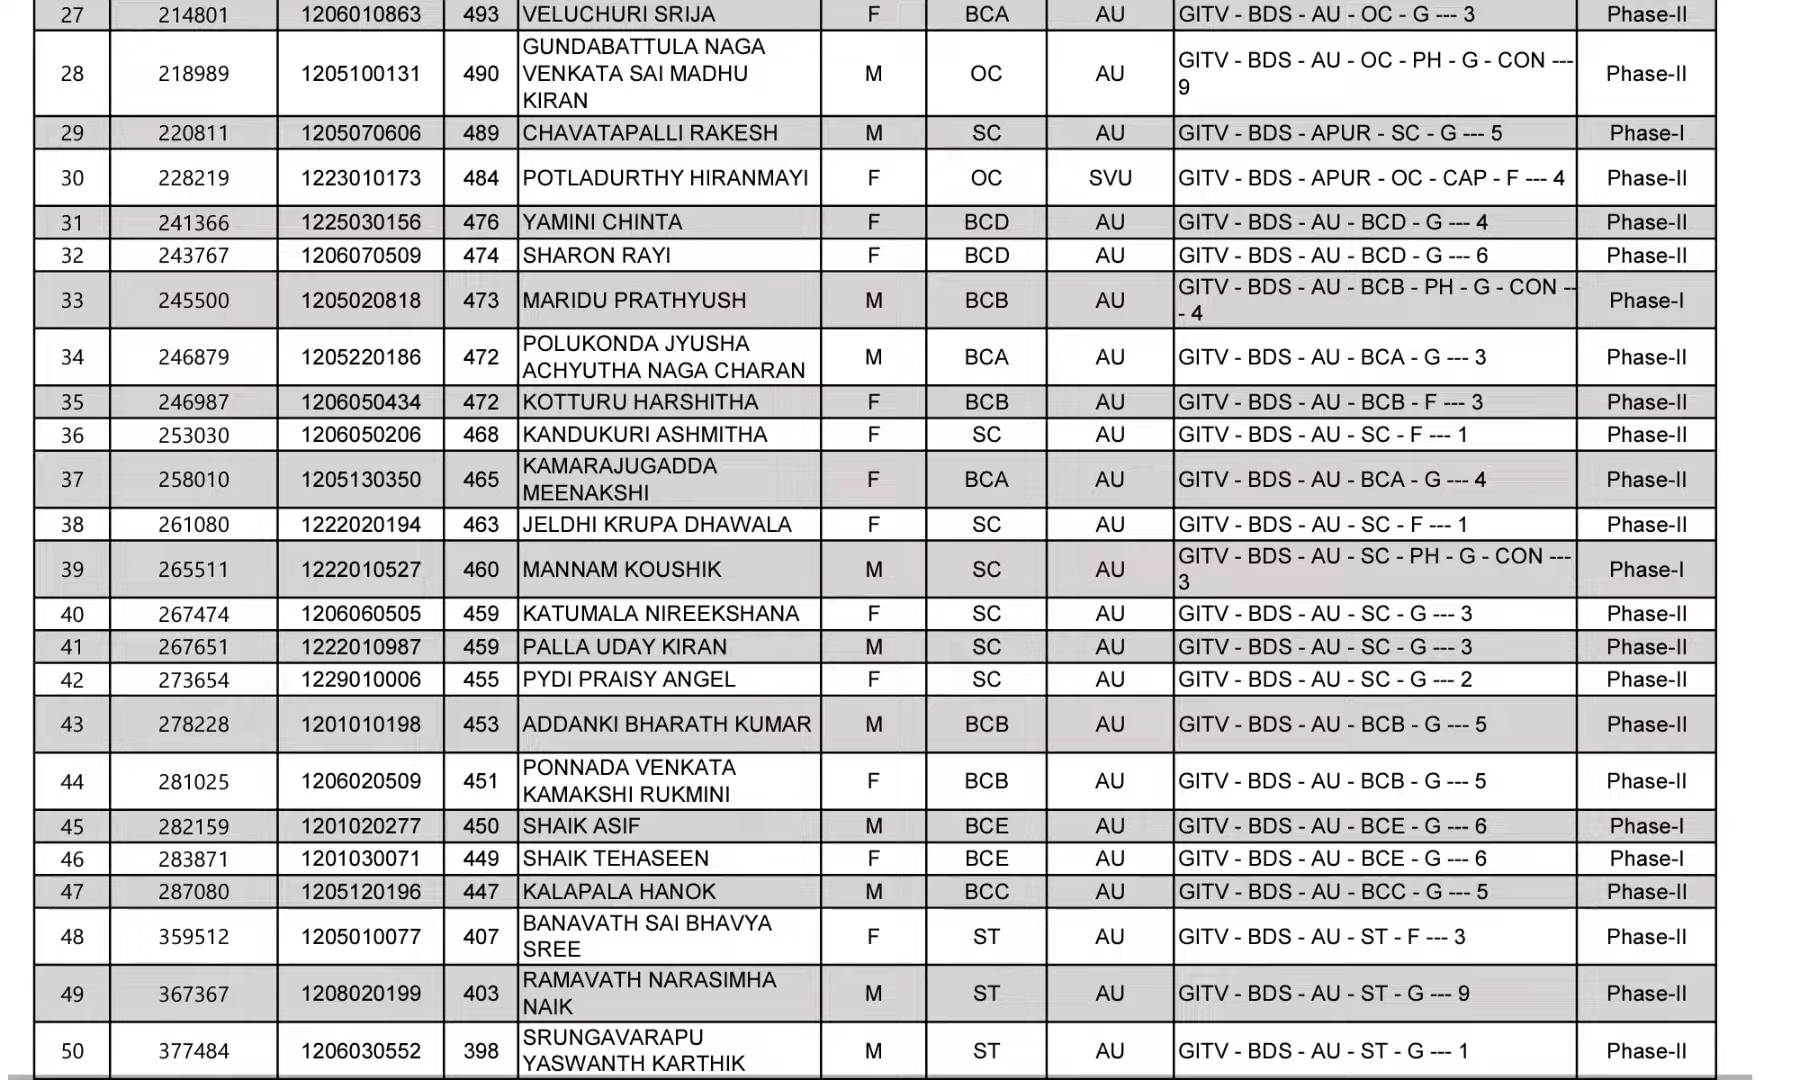 27 214801 1206010863 493 VELUCHURI SRIJA F BCA AU GITV - BDS - AU - OC - G --- 3 Phase-II
28 218989 1205100131 490 GUNDABATTULA NAGA
VENKATA SAI MADHU
KIRAN M OC AU GITV - BDS - AU - OC - PH - G - CON ---
9 Phase-II
29 220811 1205070606 489 CHAVATAPALLI RAKESH M SC AU GITV - BDS - APUR - SC - G --- 5 Phase-I
30 228219 1223010173 484 POTLADURTHY HIRANMAYI F OC SVU GITV - BDS - APUR - OC - CAP - F --- 4 Phase-II
31 241366 1225030156 476 YAMINI CHINTA F BCD AU GITV - BDS - AU - BCD - G --- 4 Phase-II
32 243767 1206070509 474 SHARON RAYI F BCD AU GITV - BDS - AU - BCD - G --- 6 Phase-II
33 245500 1205020818 473 MARIDU PRATHYUSH M BCB AU GITV - BDS - AU - BCB - PH - G - CON --
- 4 Phase-I
34 246879 1205220186 472 POLUKONDA JYUSHA
ACHYUTHA NAGA CHARAN M BCA AU GITV - BDS - AU - BCA - G --- 3 Phase-II
35 246987 1206050434 472 KOTTURU HARSHITHA F BCB AU GITV - BDS - AU - BCB - F --- 3 Phase-II
36 253030 1206050206 468 KANDUKURI ASHMITHA F SC AU GITV - BDS - AU - SC - F --- 1 Phase-II
37 258010 1205130350 465 KAMARAJUGADDA
MEENAKSHI F BCA AU GITV - BDS - AU - BCA - G --- 4 Phase-II
38 261080 1222020194 463 JELDHI KRUPA DHAWALA F SC AU GITV - BDS - AU - SC - F --- 1 Phase-II
39 265511 1222010527 460 MANNAM KOUSHIK M SC AU GITV - BDS - AU - SC - PH - G - CON ---
3 Phase-I
40 267474 1206060505 459 KATUMALA NIREEKSHANA F SC AU GITV - BDS - AU - SC - G --- 3 Phase-II
41 267651 1222010987 459 PALLA UDAY KIRAN M SC AU GITV - BDS - AU - SC - G --- 3 Phase-II
42 273654 1229010006 455 PYDI PRAISY ANGEL F SC AU GITV - BDS - AU - SC - G --- 2 Phase-II
43 278228 1201010198 453 ADDANKI BHARATH KUMAR M BCB AU GITV - BDS - AU - BCB - G --- 5 Phase-II
44 281025 1206020509 451 PONNADA VENKATA
KAMAKSHI RUKMINI F BCB AU GITV - BDS - AU - BCB - G --- 5 Phase-II
45 282159 1201020277 450 SHAIK ASIF M BCE AU GITV - BDS - AU - BCE - G --- 6 Phase-I
46 283871 1201030071 449 SHAIK TEHASEEN F BCE AU GITV - BDS - AU - BCE - G --- 6 Phase-I
47 287080 1205120196 447 KALAPALA HANOK M BCC AU GITV - BDS - AU - BCC - G --- 5 Phase-II
48 359512 1205010077 407 BANAVATH SAI BHAVYA
SREE F ST AU GITV - BDS - AU - ST - F --- 3 Phase-II
49 367367 1208020199 403 RAMAVATH NARASIMHA
NAIK M ST AU GITV - BDS - AU - ST - G --- 9 Phase-II
50 377484 1206030552 398 SRUNGAVARAPU
YASWANTH KARTHIK M ST AU GITV - BDS - AU - ST - G --- 1 Phase-II